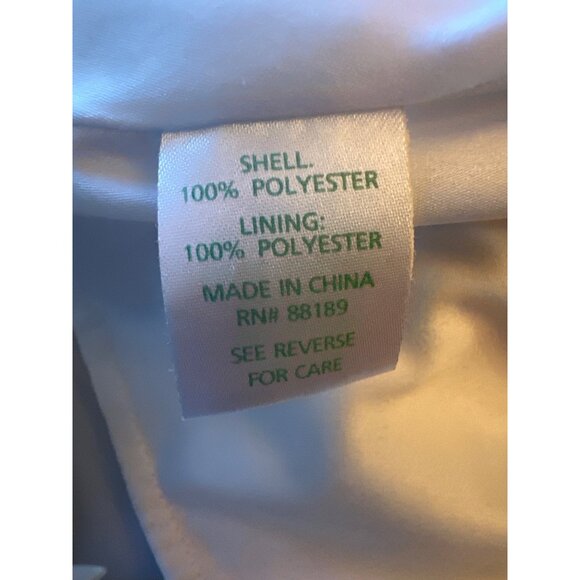 SHELL.
100% POLYESTER
LINING:
100% POLYESTER
MADE IN CHINA
RN# 88189
SEE REVERSE
FOR CARE